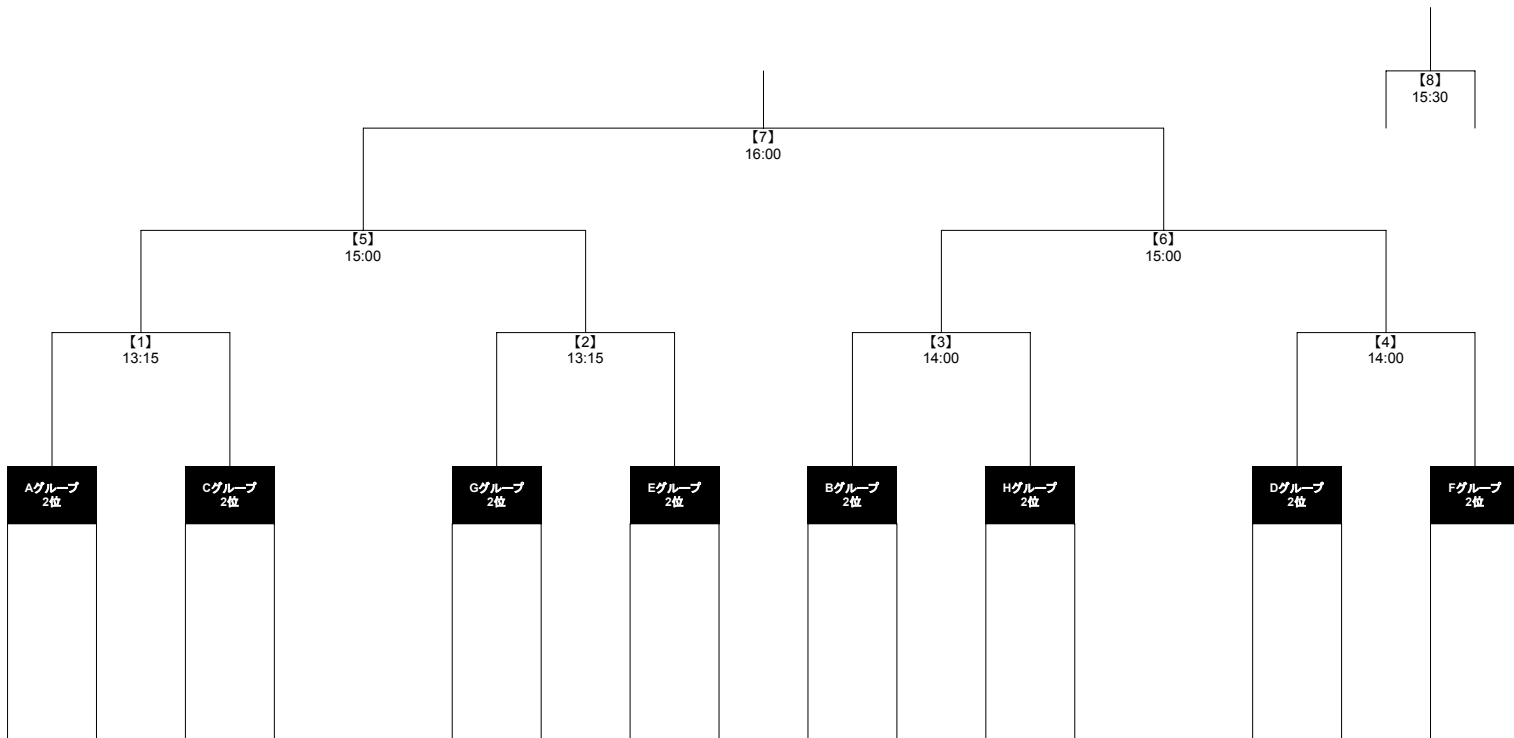 【8】
15:30
【7】
16:00
【5】
15:00
【6】
15:00
【1】
13:15
【2】
13:15
【3】
14:00
【4】
14:00
Aグループ
2位
Cグループ
2位
Gグループ
2位
Eグループ
2位
Bグループ
2位
Hグループ
2位
Dグループ
2位
Fグループ
2位